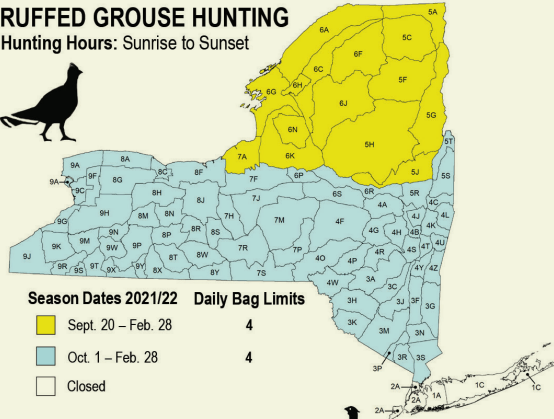 RUFFED GROUSE HUNTING
Hunting Hours: Sunrise to Sunset
5A
6A
5C
6F
6C
5F
6H
6G
6J
5G
6N
5H
5T
7A
6K
5J
9A
8A
8C
8F
7F
6P
5S
9A
9F
8G
6S
6R
5R
9C
8H
8J
7J
4A
4C
9G
9H
8M
8N
7H
7M
4F
4J
4L
9N
8P
8R
8S
4G
4H
4B
4K
9K
9M
9W
7R
7P
4R
4S
4T
4U
9J
8T
8W
4O
4P
9R
9S
9T
9X
9Y
8X
8Y
7S
4Y
4Z
4W
3A
3C
3H
3J
3F
3G
3K
3M
3N
3P
3R
3S
Season Dates 2021/22 Daily Bag Limits
Sept. 20 – Feb. 28 4
Oct. 1 – Feb. 28 4
Closed
2A
2A
2A
1A
1C
1C